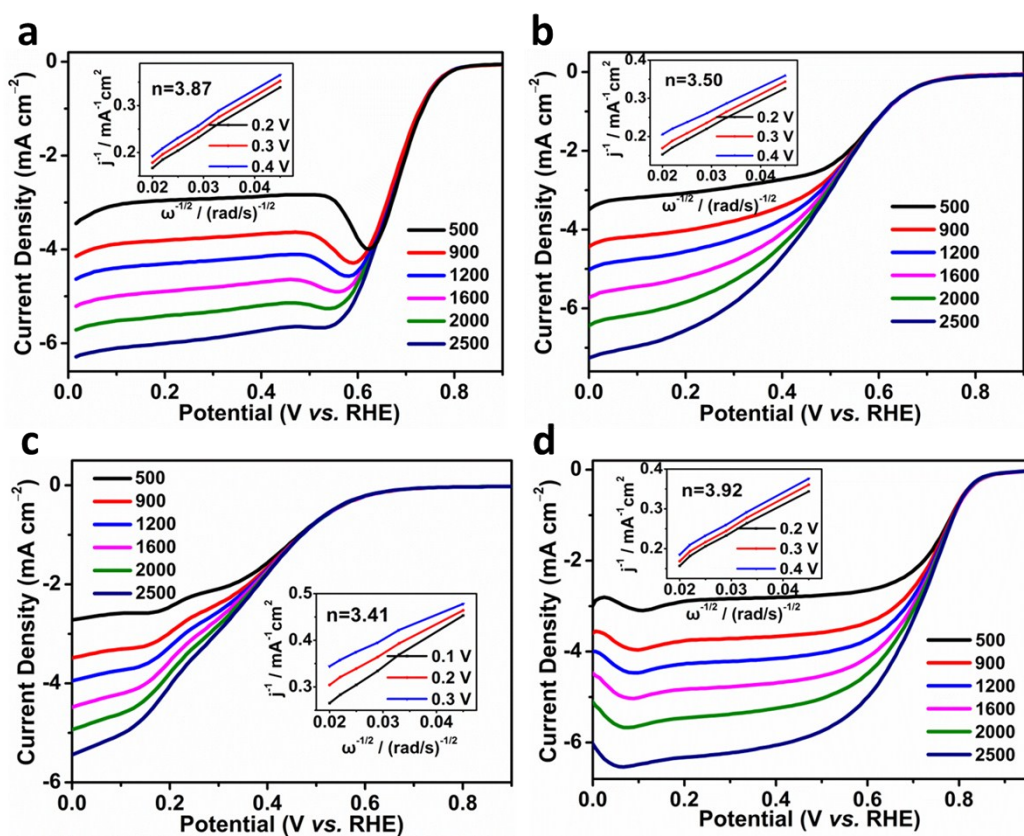 a
0
-2
-4
-6
0.0 0.2 0.4 0.6 0.8
Current Density (mA cm⁻²)
Potential (V vs. RHE)
n=3.87
0.3
0.2
0.02 0.03 0.04
j⁻¹ / mA⁻¹cm²
ω⁻¹/² / (rad/s)⁻¹/²
0.2 V
0.3 V
0.4 V
500
900
1200
1600
2000
2500
b
0
-2
-4
-6
0.0 0.2 0.4 0.6 0.8
Current Density (mA cm⁻²)
Potential (V vs. RHE)
n=3.50
0.4
0.3
0.2
0.1
0.02 0.03 0.04
j⁻¹ / mA⁻¹cm²
ω⁻¹/² / (rad/s)⁻¹/²
0.2 V
0.3 V
0.4 V
500
900
1200
1600
2000
2500
c
0
-2
-4
-6
0.0 0.2 0.4 0.6 0.8
Current Density (mA cm⁻²)
Potential (V vs. RHE)
500
900
1200
1600
2000
2500
n=3.41
0.5
0.4
0.3
0.02 0.03 0.04
j⁻¹ / mA⁻¹cm²
ω⁻¹/² / (rad/s)⁻¹/²
0.1 V
0.2 V
0.3 V
d
0
-2
-4
-6
0.0 0.2 0.4 0.6 0.8
Current Density (mA cm⁻²)
Potential (V vs. RHE)
n=3.92
0.4
0.3
0.2
0.02 0.03 0.04
j⁻¹ / mA⁻¹cm²
ω⁻¹/² / (rad/s)⁻¹/²
0.2 V
0.3 V
0.4 V
500
900
1200
1600
2000
2500